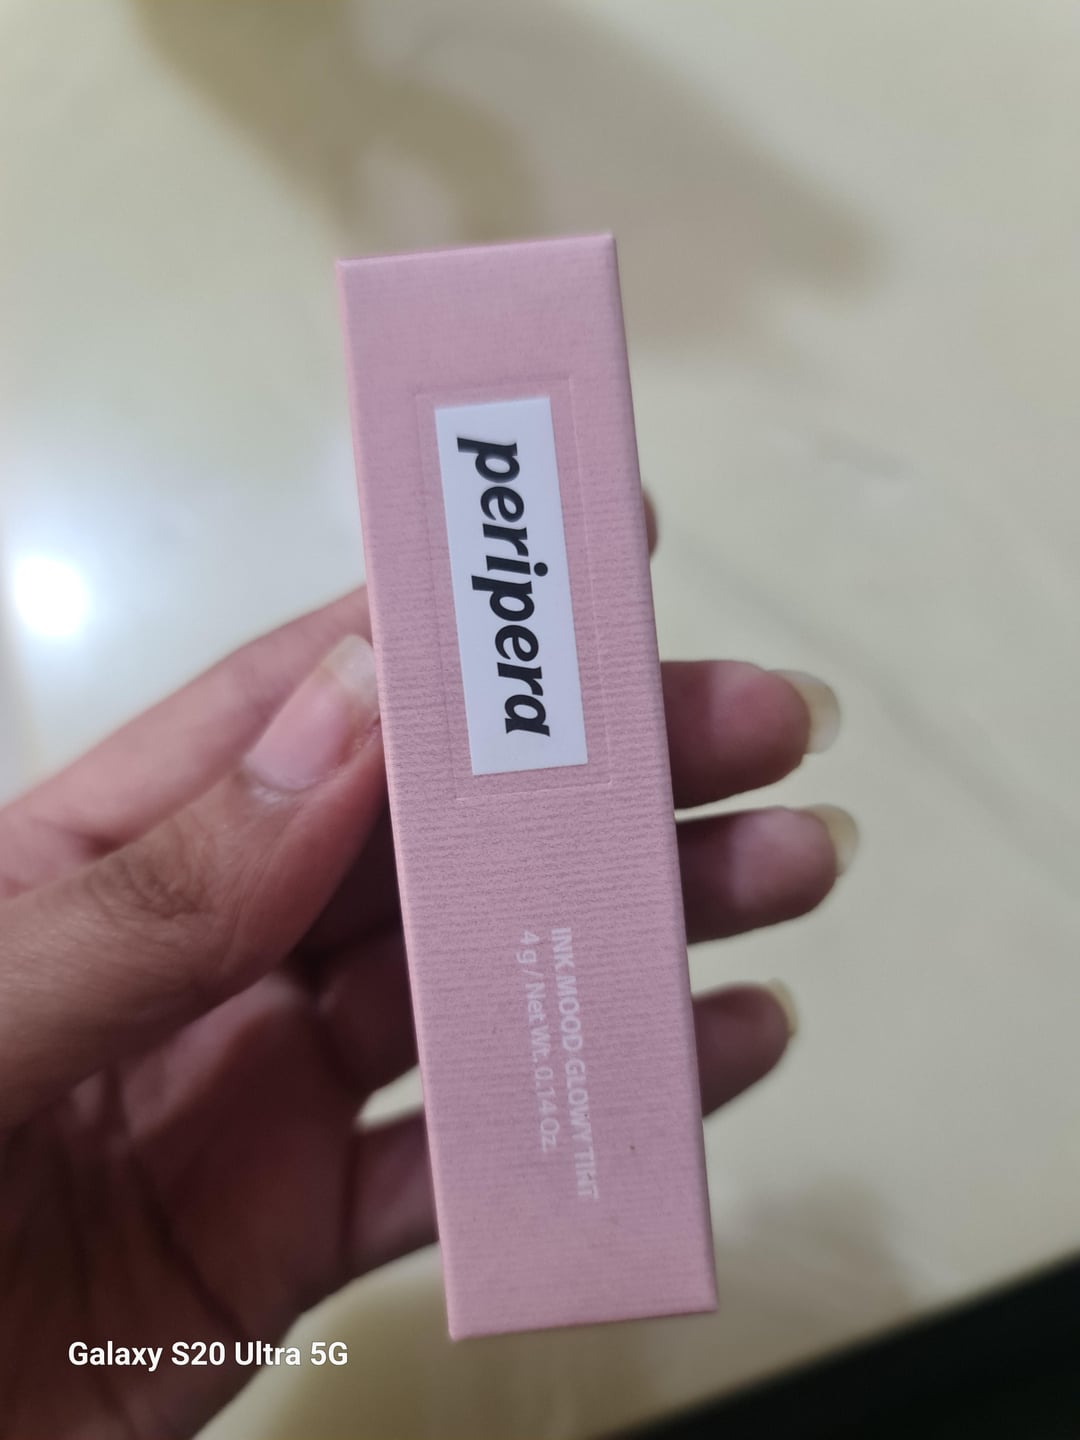 peripera
INK MOOD GLOWY TINT
4 g / Net Wt. 0.14 Oz.
Galaxy S20 Ultra 5G